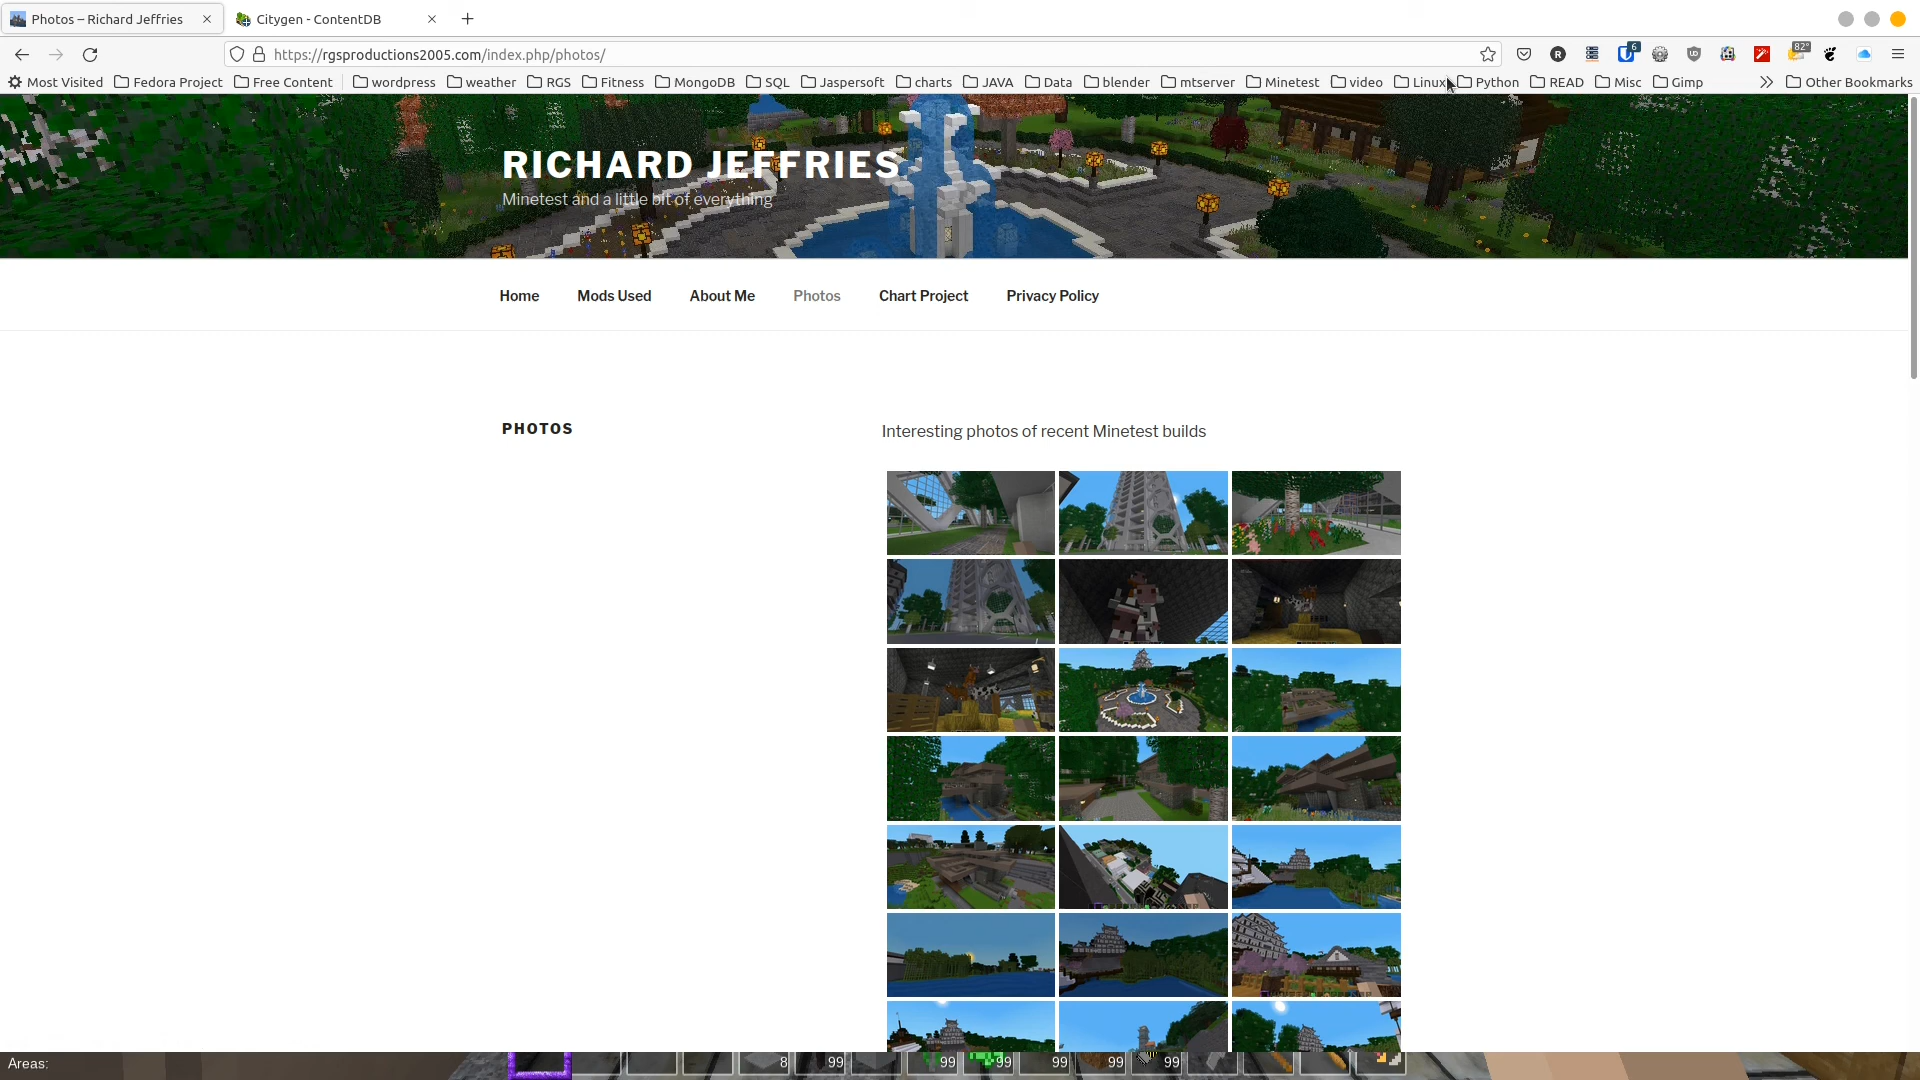 Photos – Richard Jeffries
Citygen - ContentDB
https://rgsproductions2005.com/index.php/photos/
6
82°
Most Visited Fedora Project Free Content wordpress weather RGS Fitness MongoDB SQL Jaspersoft charts JAVA Data blender mtserver Minetest video Linux Python READ Misc Gimp Other Bookmarks
RICHARD JEFFRIES
Minetest and a little bit of everything
Home Mods Used About Me Photos Chart Project Privacy Policy
PHOTOS
Interesting photos of recent Minetest builds
Areas:
8 99 99 99 99 99 99